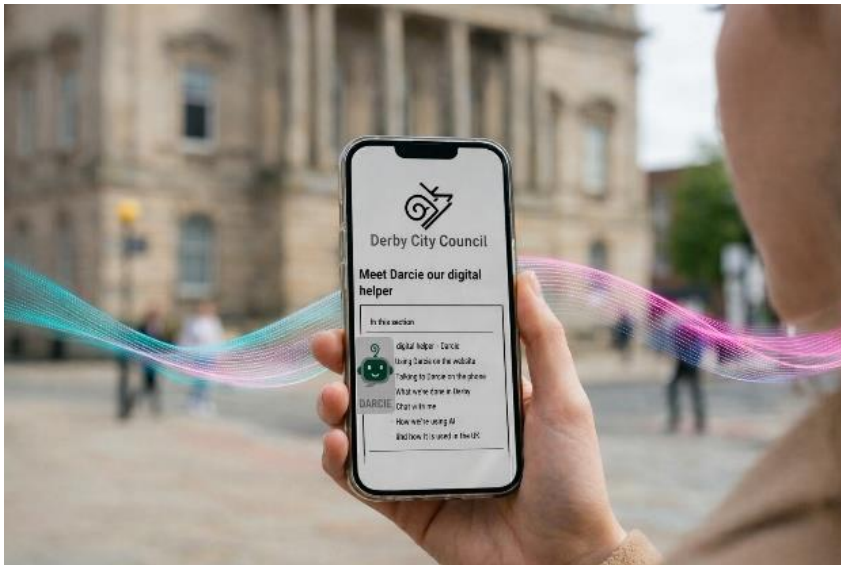 Derby City Council
Meet Darcie our digital
helper
In this section
digital helper - Darcie
Using Darcie on the website
Talking to Darcie on the phone
What we're done in Derby
Chat with me
How we're using AI
And how it is used in the UK
DARCIE